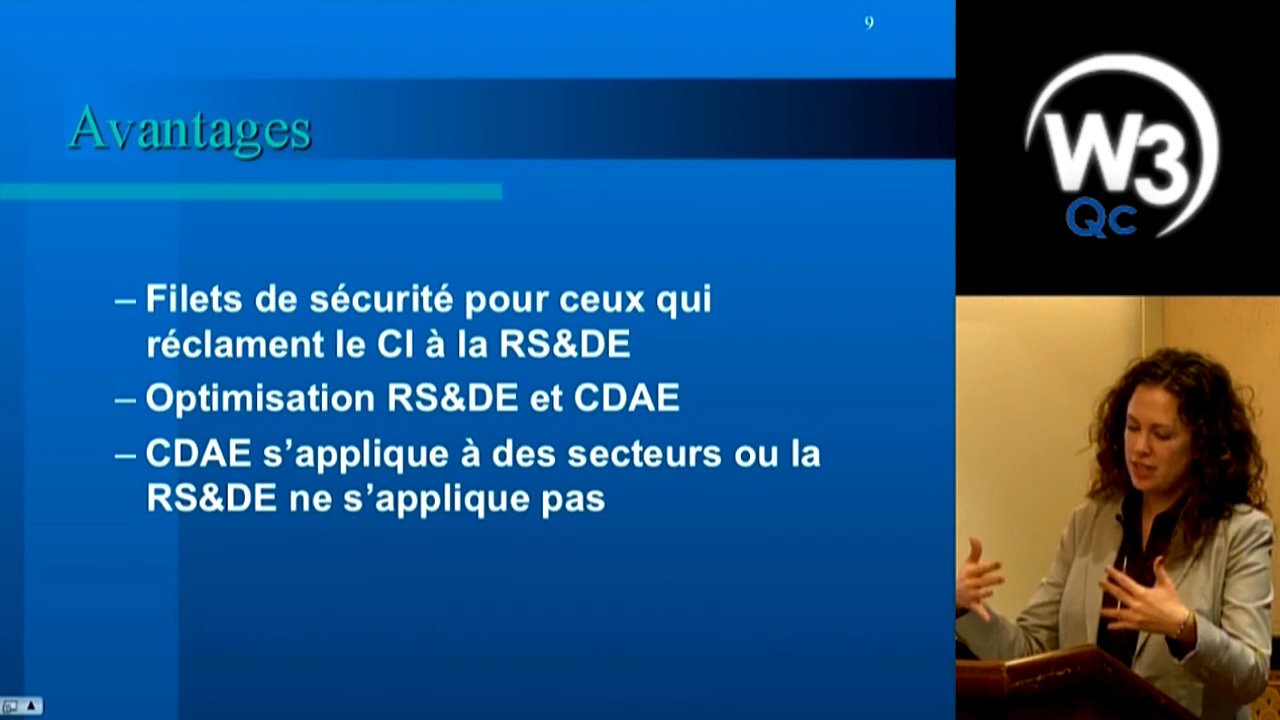 9
Avantages
– Filets de sécurité pour ceux qui
réclament le CI à la RS&DE
– Optimisation RS&DE et CDAE
– CDAE s’applique à des secteurs ou la
RS&DE ne s’applique pas
W3
Qc